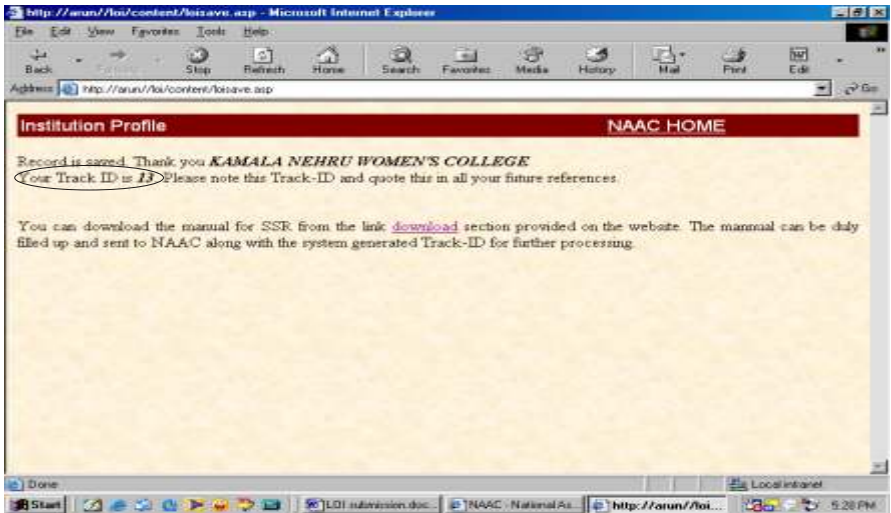 http://arun//loi/content/loisave.asp - Microsoft Internet Explorer
File Edit View Favorites Tools Help
Back Forward Stop Refresh Home Search Favorites Media History Mail Print Edit
Address http://arun//loi/content/loisave.asp Go
Institution Profile NAAC HOME
Record is saved. Thank you KAMALA NEHRU WOMEN'S COLLEGE
Your Track ID is 13 Please note this Track-ID and quote this in all your future references.
You can download the manual for SSR from the link download section provided on the website. The manual can be duly
filled up and sent to NAAC along with the system generated Track-ID for further processing.
Done Local intranet
Start LOI submission.doc... NAAC - National As... http://arun//loi... 5:28 PM